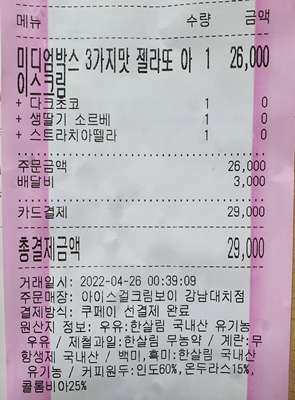 메뉴 수량 금액
미디엄박스 3가지맛 젤라또 아 1 26,000
이스크림
+ 다크초코 1 0
+ 생딸기 소르베 1 0
+ 스트라치아뗄라 1 0
주문금액 26,000
배달비 3,000
카드결제 29,000
총결제금액 29,000
거래일시: 2022-04-26 00:39:09
주문매장: 아이스걸크림보이 강남대치점
결제방식: 쿠페이 선결제 완료
원산지 정보: 우유:한살림 국내산 유기농
우유 / 제철과일:한살림 무농약 / 계란:무
항생제 국내산 / 백미,흑미:한살림 국내산
유기농 / 커피원두:인도60%,온두라스15%,
콜롬비아25%